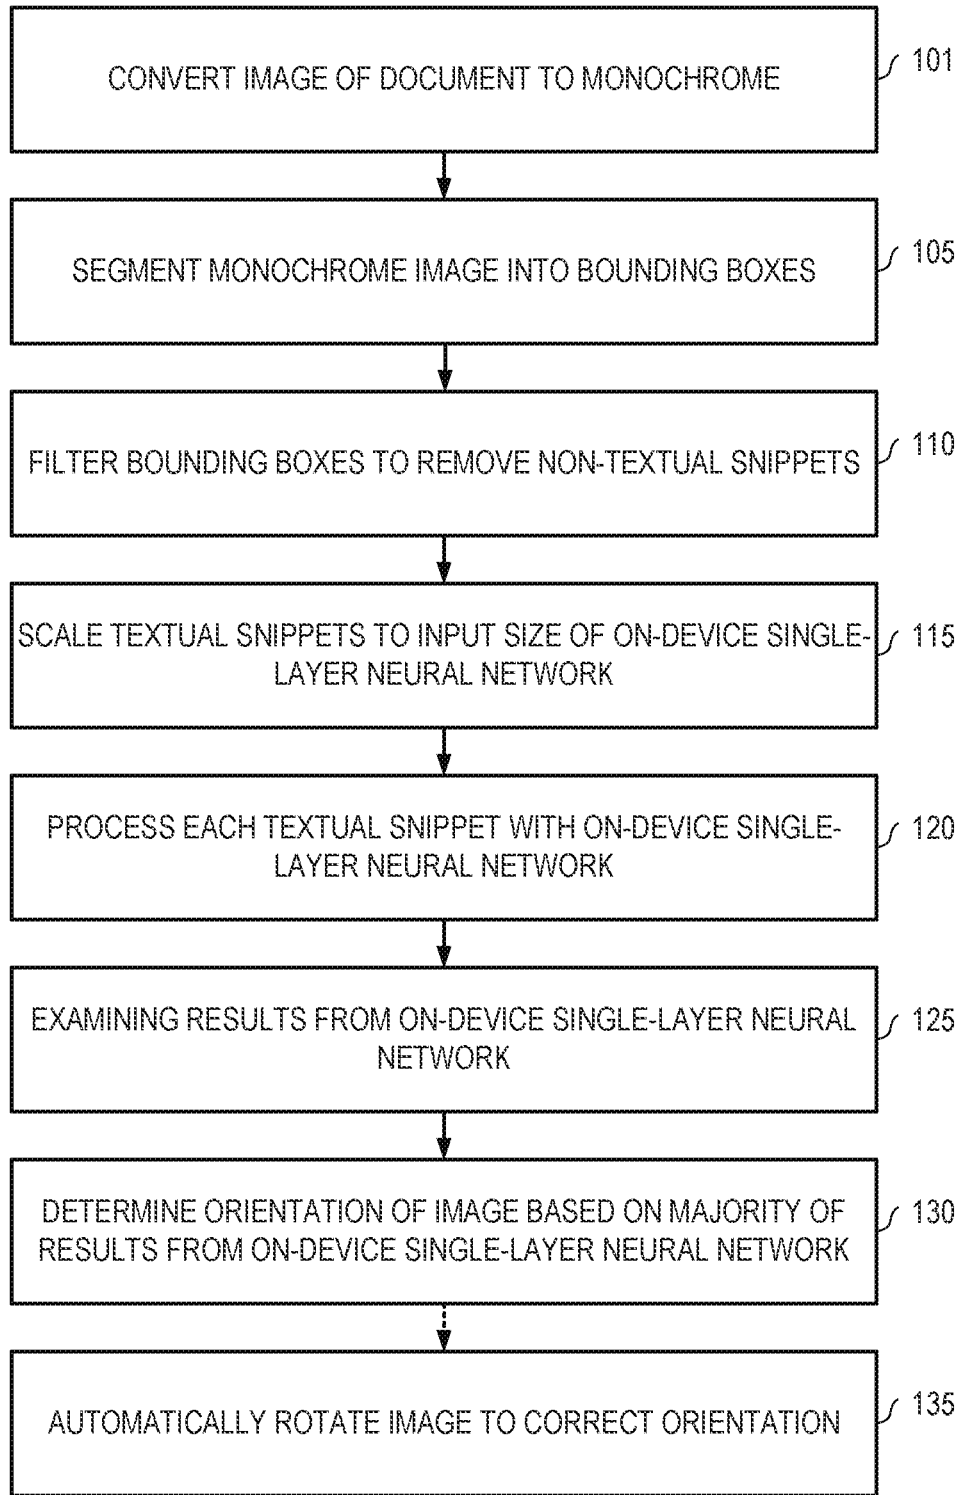 CONVERT IMAGE OF DOCUMENT TO MONOCHROME
101
SEGMENT MONOCHROME IMAGE INTO BOUNDING BOXES
105
FILTER BOUNDING BOXES TO REMOVE NON-TEXTUAL SNIPPETS
110
SCALE TEXTUAL SNIPPETS TO INPUT SIZE OF ON-DEVICE SINGLE-
LAYER NEURAL NETWORK
115
PROCESS EACH TEXTUAL SNIPPET WITH ON-DEVICE SINGLE-
LAYER NEURAL NETWORK
120
EXAMINING RESULTS FROM ON-DEVICE SINGLE-LAYER NEURAL
NETWORK
125
DETERMINE ORIENTATION OF IMAGE BASED ON MAJORITY OF
RESULTS FROM ON-DEVICE SINGLE-LAYER NEURAL NETWORK
130
AUTOMATICALLY ROTATE IMAGE TO CORRECT ORIENTATION
135